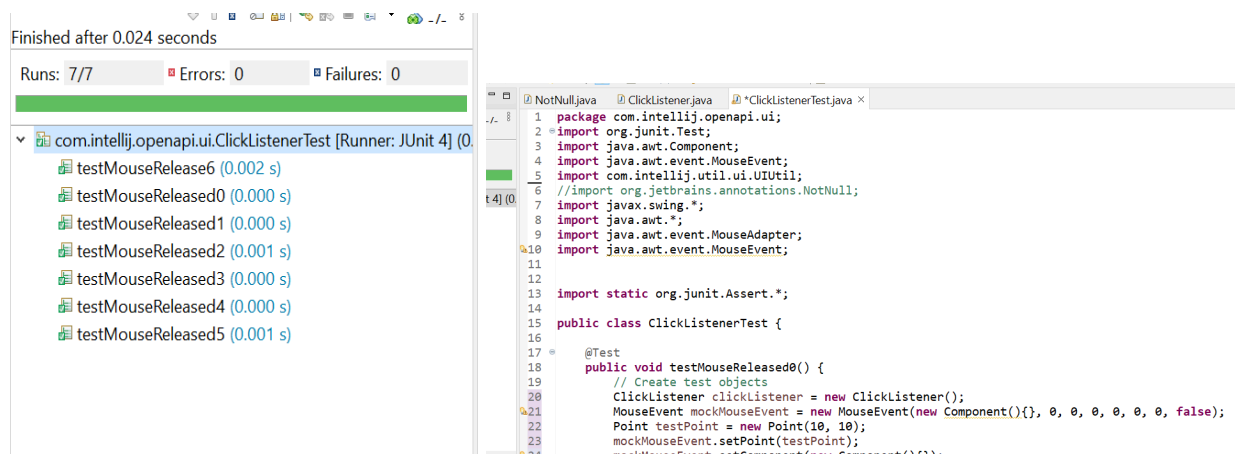 Finished after 0.024 seconds
Runs: 7/7 Errors: 0 Failures: 0
com.intellij.openapi.ui.ClickListenerTest [Runner: JUnit 4] (0.
testMouseRelease6 (0.002 s)
testMouseReleased0 (0.000 s)
testMouseReleased1 (0.000 s)
testMouseReleased2 (0.001 s)
testMouseReleased3 (0.000 s)
testMouseReleased4 (0.000 s)
testMouseReleased5 (0.001 s)
t 4] (0.
NotNull.java ClickListener.java *ClickListenerTest.java ×
1 package com.intellij.openapi.ui;
2 import org.junit.Test;
3 import java.awt.Component;
4 import java.awt.event.MouseEvent;
5 import com.intellij.util.ui.UIUtil;
6 //import org.jetbrains.annotations.NotNull;
7 import javax.swing.*;
8 import java.awt.*;
9 import java.awt.event.MouseAdapter;
10 import java.awt.event.MouseEvent;
11
12
13 import static org.junit.Assert.*;
14
15 public class ClickListenerTest {
16
17 @Test
18 public void testMouseReleased0() {
19 // Create test objects
20 ClickListener clickListener = new ClickListener();
21 MouseEvent mockMouseEvent = new MouseEvent(new Component(){}, 0, 0, 0, 0, 0, 0, false);
22 Point testPoint = new Point(10, 10);
23 mockMouseEvent.setPoint(testPoint);